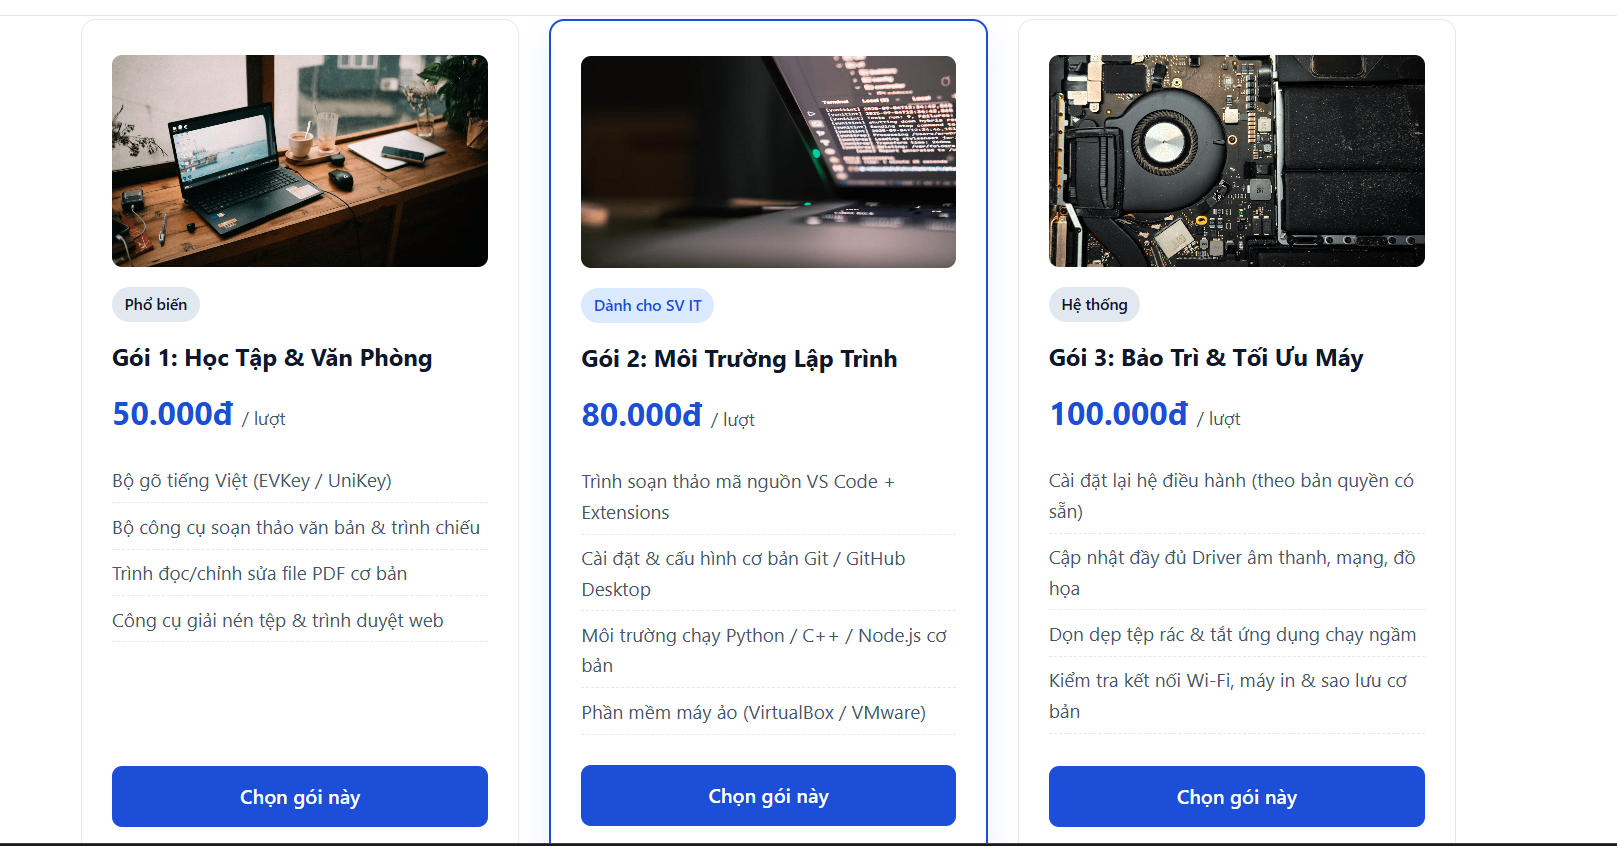 Phổ biến
Gói 1: Học Tập & Văn Phòng
50.000đ / lượt
Bộ gõ tiếng Việt (EVKey / UniKey)
Bộ công cụ soạn thảo văn bản & trình chiếu
Trình đọc/chỉnh sửa file PDF cơ bản
Công cụ giải nén tệp & trình duyệt web
Chọn gói này
Dành cho SV IT
Gói 2: Môi Trường Lập Trình
80.000đ / lượt
Trình soạn thảo mã nguồn VS Code +
Extensions
Cài đặt & cấu hình cơ bản Git / GitHub
Desktop
Môi trường chạy Python / C++ / Node.js cơ
bản
Phần mềm máy ảo (VirtualBox / VMware)
Chọn gói này
Hệ thống
Gói 3: Bảo Trì & Tối Ưu Máy
100.000đ / lượt
Cài đặt lại hệ điều hành (theo bản quyền có
sẵn)
Cập nhật đầy đủ Driver âm thanh, mạng, đồ
họa
Dọn dẹp tệp rác & tắt ứng dụng chạy ngầm
Kiểm tra kết nối Wi-Fi, máy in & sao lưu cơ
bản
Chọn gói này